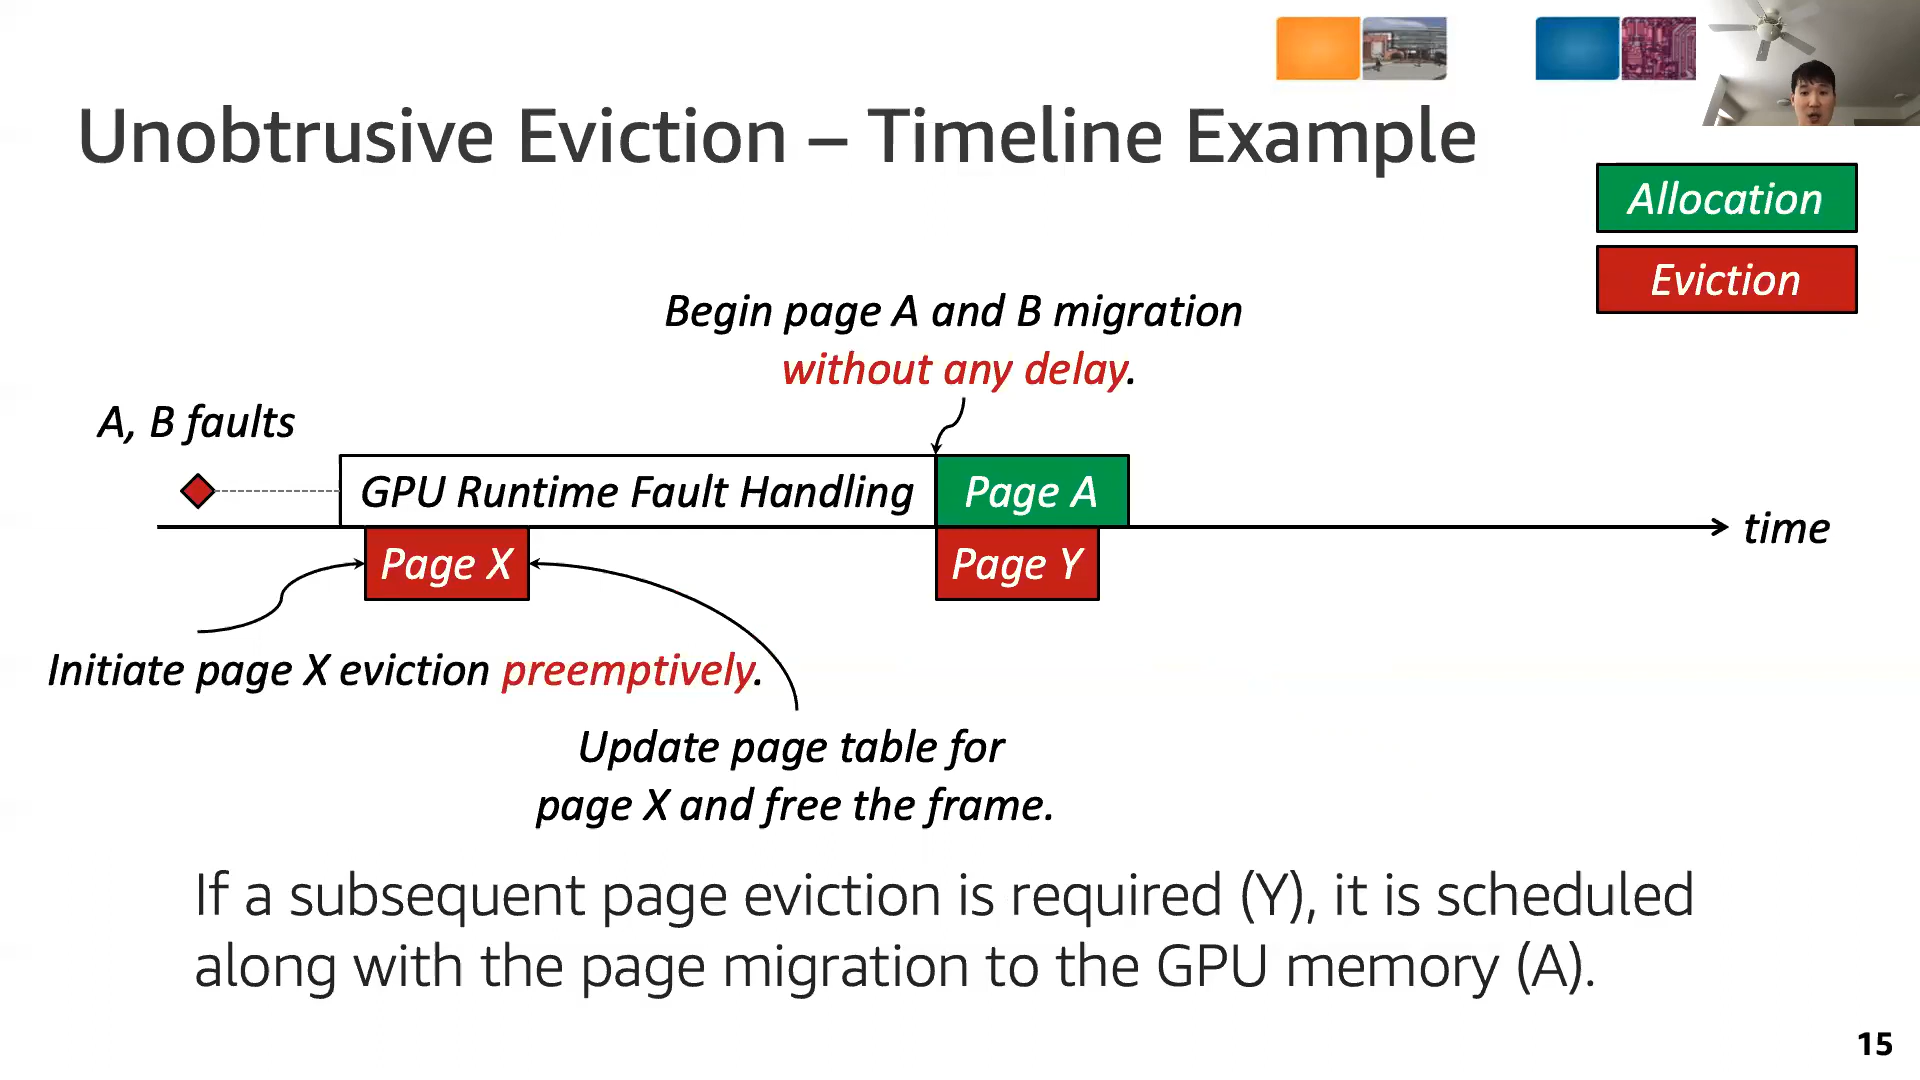 Unobtrusive Eviction – Timeline Example
Allocation
Eviction
Begin page A and B migration
without any delay.
A, B faults
GPU Runtime Fault Handling
Page A
time
Page X
Page Y
Initiate page X eviction preemptively.
Update page table for
page X and free the frame.
If a subsequent page eviction is required (Y), it is scheduled
along with the page migration to the GPU memory (A).
15